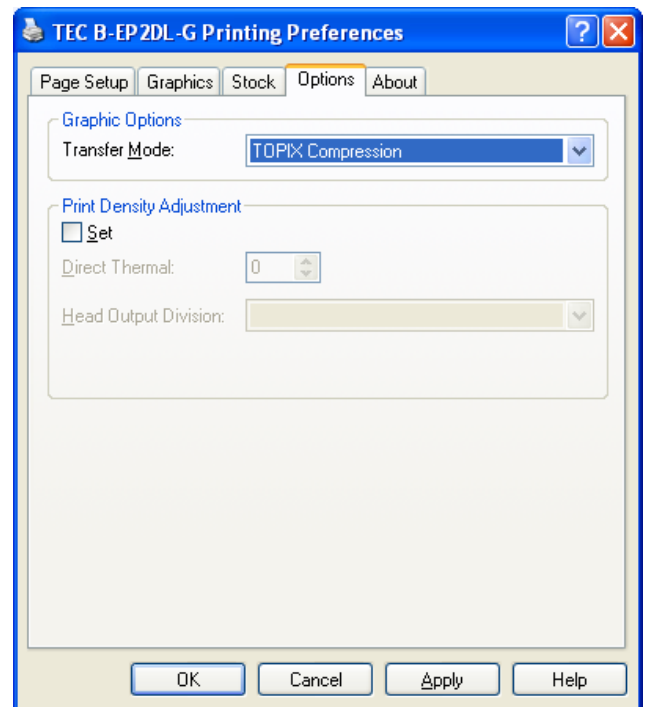 TEC B-EP2DL-G Printing Preferences
Page Setup Graphics Stock Options About
Graphic Options
Transfer Mode: TOPIX Compression
Print Density Adjustment
Set
Direct Thermal: 0
Head Output Division:
OK Cancel Apply Help